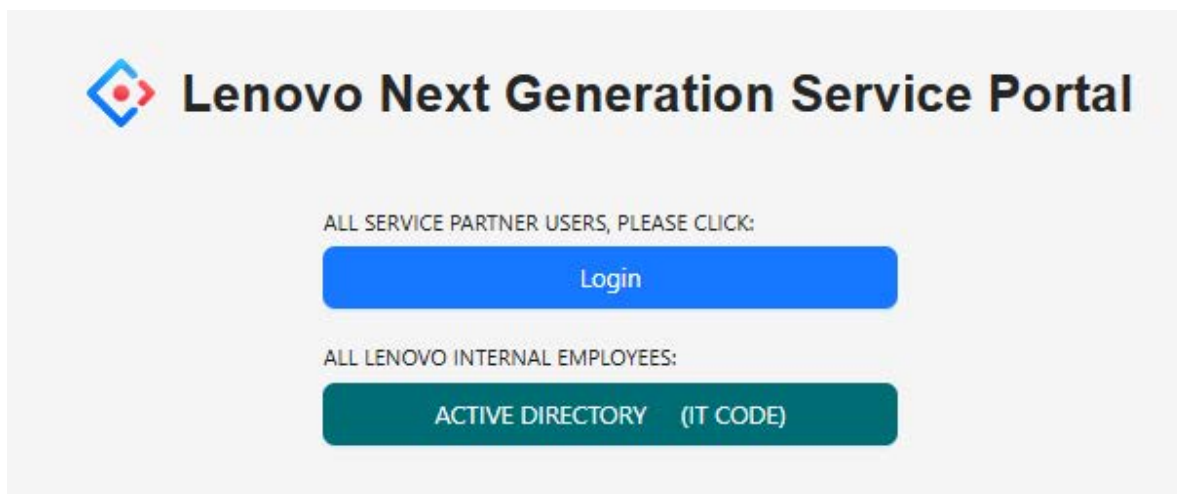 Lenovo Next Generation Service Portal
ALL SERVICE PARTNER USERS, PLEASE CLICK:
Login
ALL LENOVO INTERNAL EMPLOYEES:
ACTIVE DIRECTORY (IT CODE)